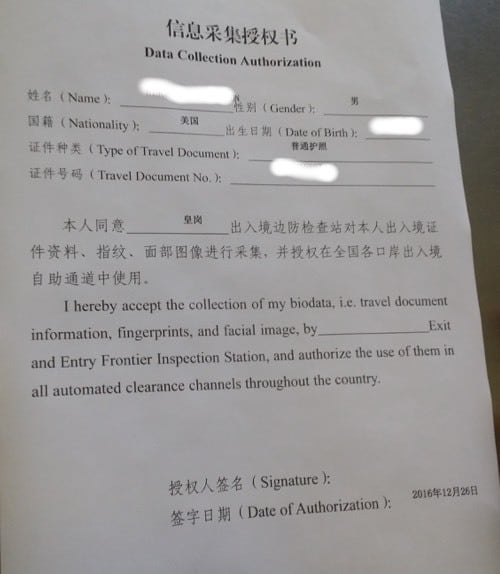 信息采集授权书
Data Collection Authorization
姓名（Name）: 性别（Gender）: 男
国籍（Nationality）: 美国 出生日期（Date of Birth）:
证件种类（Type of Travel Document）: 普通护照
证件号码（Travel Document No.）:
本人同意 皇岗 出入境边防检查站对本人出入境证
件资料、指纹、面部图像进行采集，并授权在全国各口岸出入境
自助通道中使用。
I hereby accept the collection of my biodata, i.e. travel document
information, fingerprints, and facial image, by Exit
and Entry Frontier Inspection Station, and authorize the use of them in
all automated clearance channels throughout the country.
授权人签名（Signature）:
签字日期（Date of Authorization）: 2016年12月26日